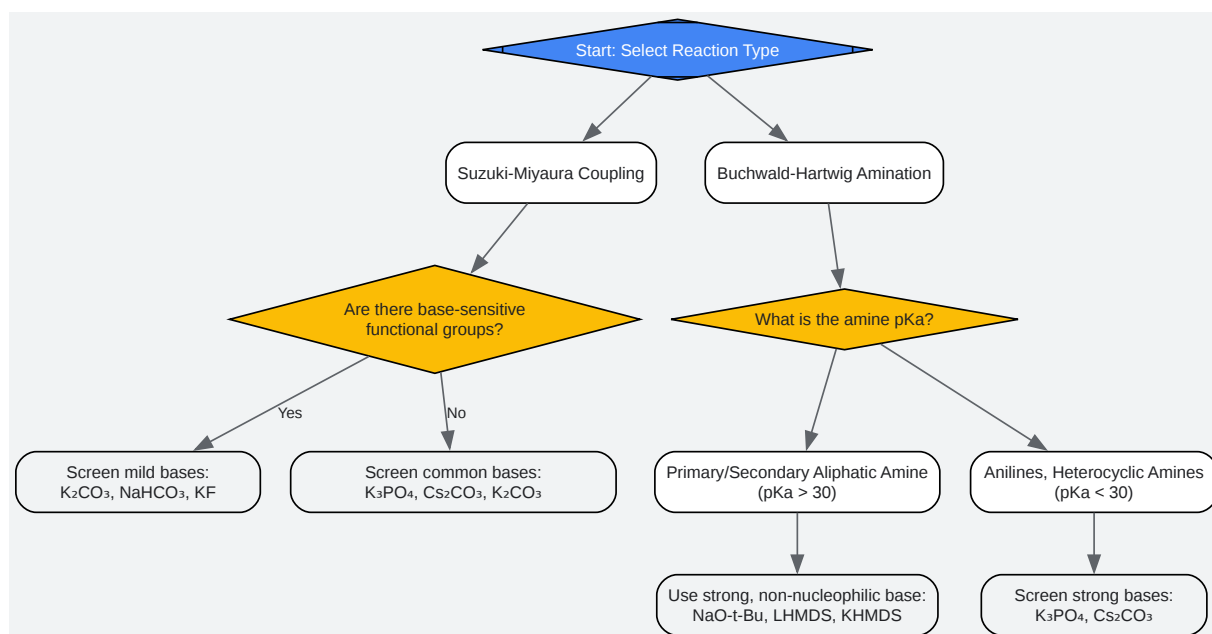 Start: Select Reaction Type
Suzuki-Miyaura Coupling
Buchwald-Hartwig Amination
Are there base-sensitive
functional groups?
What is the amine pKa?
Yes
No
Screen mild bases:
K₂CO₃, NaHCO₃, KF
Screen common bases:
K₃PO₄, Cs₂CO₃, K₂CO₃
Primary/Secondary Aliphatic Amine
(pKa > 30)
Anilines, Heterocyclic Amines
(pKa < 30)
Use strong, non-nucleophilic base:
NaO-t-Bu, LHMDS, KHMDS
Screen strong bases:
K₃PO₄, Cs₂CO₃